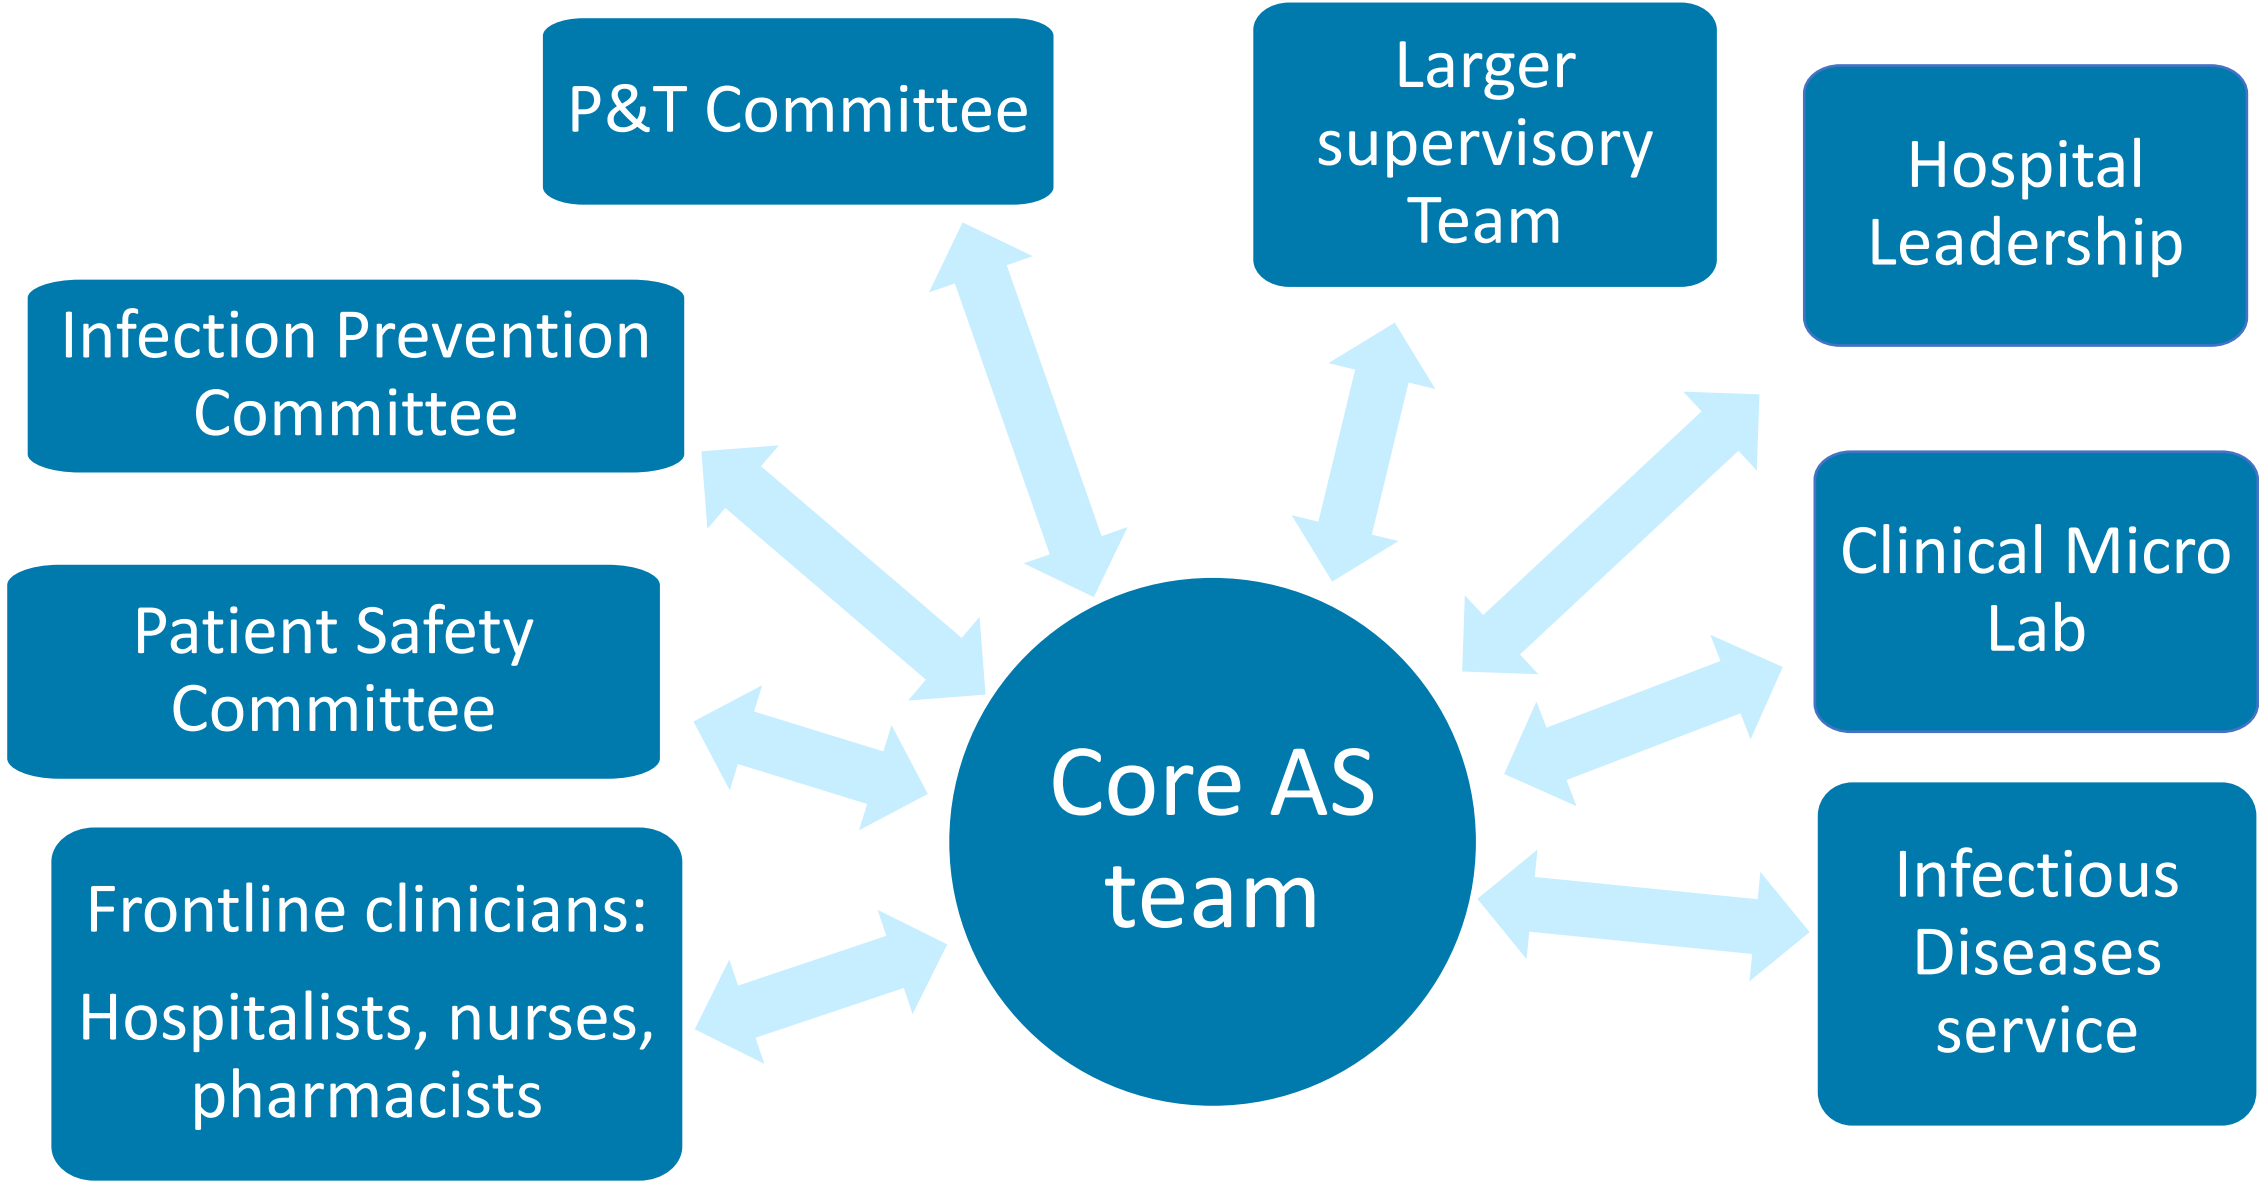 P&T Committee
Larger
supervisory
Team
Hospital
Leadership
Infection Prevention
Committee
Clinical Micro
Lab
Patient Safety
Committee
Core AS
team
Frontline clinicians:
Hospitalists, nurses,
pharmacists
Infectious
Diseases
service